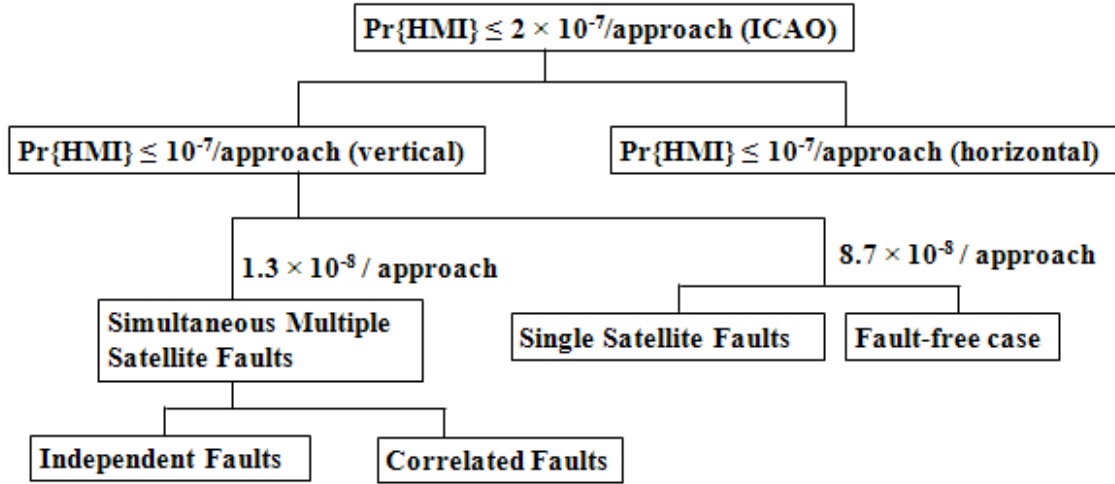 Pr{HMI} ≤ 2 × 10⁻⁷/approach (ICAO)
Pr{HMI} ≤ 10⁻⁷/approach (vertical)
Pr{HMI} ≤ 10⁻⁷/approach (horizontal)
1.3 × 10⁻⁸ / approach
8.7 × 10⁻⁸ / approach
Simultaneous Multiple
Satellite Faults
Single Satellite Faults
Fault-free case
Independent Faults
Correlated Faults